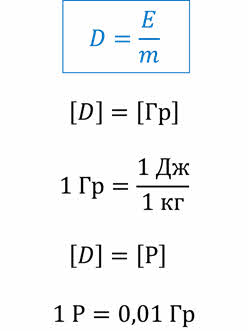 D = E/m
[D] = [Гр]
1 Гр = 1 Дж/1 кг
[D] = [Р]
1 Р = 0,01 Гр